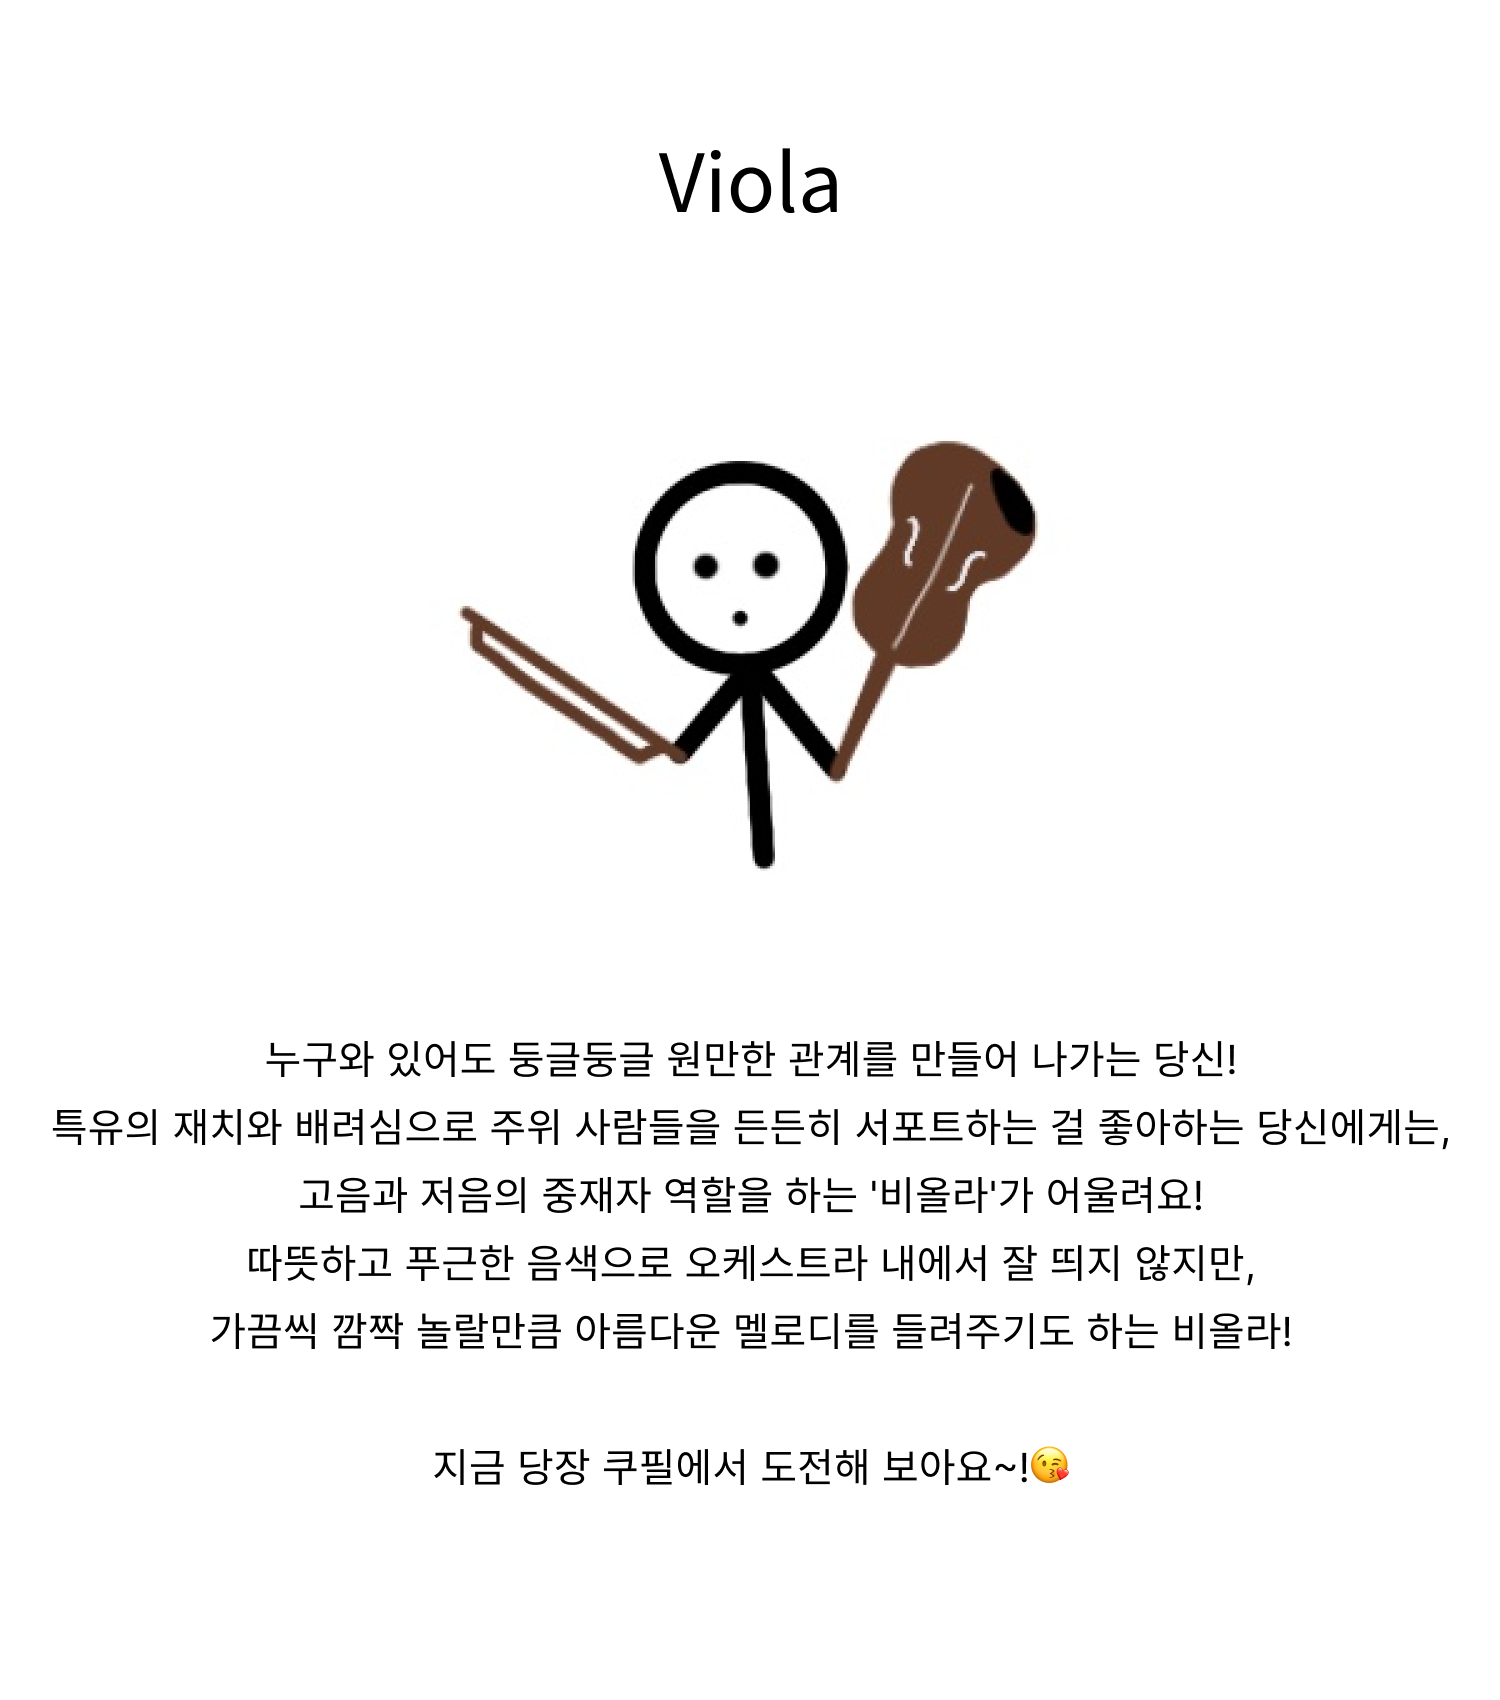 Viola
누구와 있어도 둥글둥글 원만한 관계를 만들어 나가는 당신!
특유의 재치와 배려심으로 주위 사람들을 든든히 서포트하는 걸 좋아하는 당신에게는,
고음과 저음의 중재자 역할을 하는 '비올라'가 어울려요!
따뜻하고 푸근한 음색으로 오케스트라 내에서 잘 띄지 않지만,
가끔씩 깜짝 놀랄만큼 아름다운 멜로디를 들려주기도 하는 비올라!
지금 당장 쿠필에서 도전해 보아요~!😘